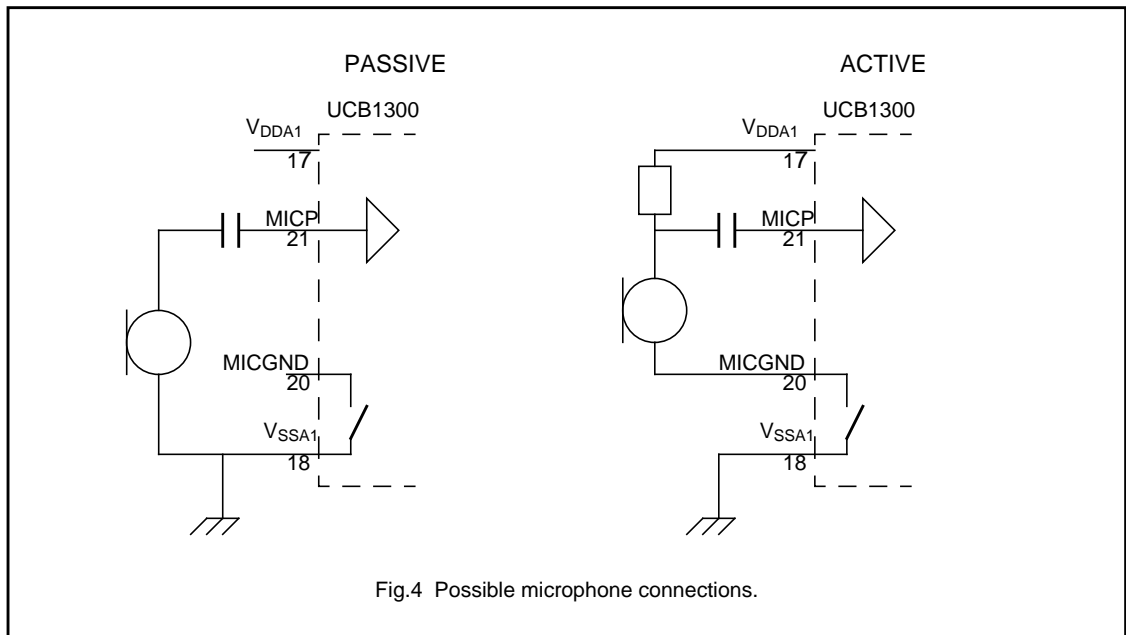 PASSIVE
UCB1300
VDDA1
17
MICP
21
MICGND
20
VSSA1
18
ACTIVE
UCB1300
VDDA1
17
MICP
21
MICGND
20
VSSA1
18
Fig.4 Possible microphone connections.